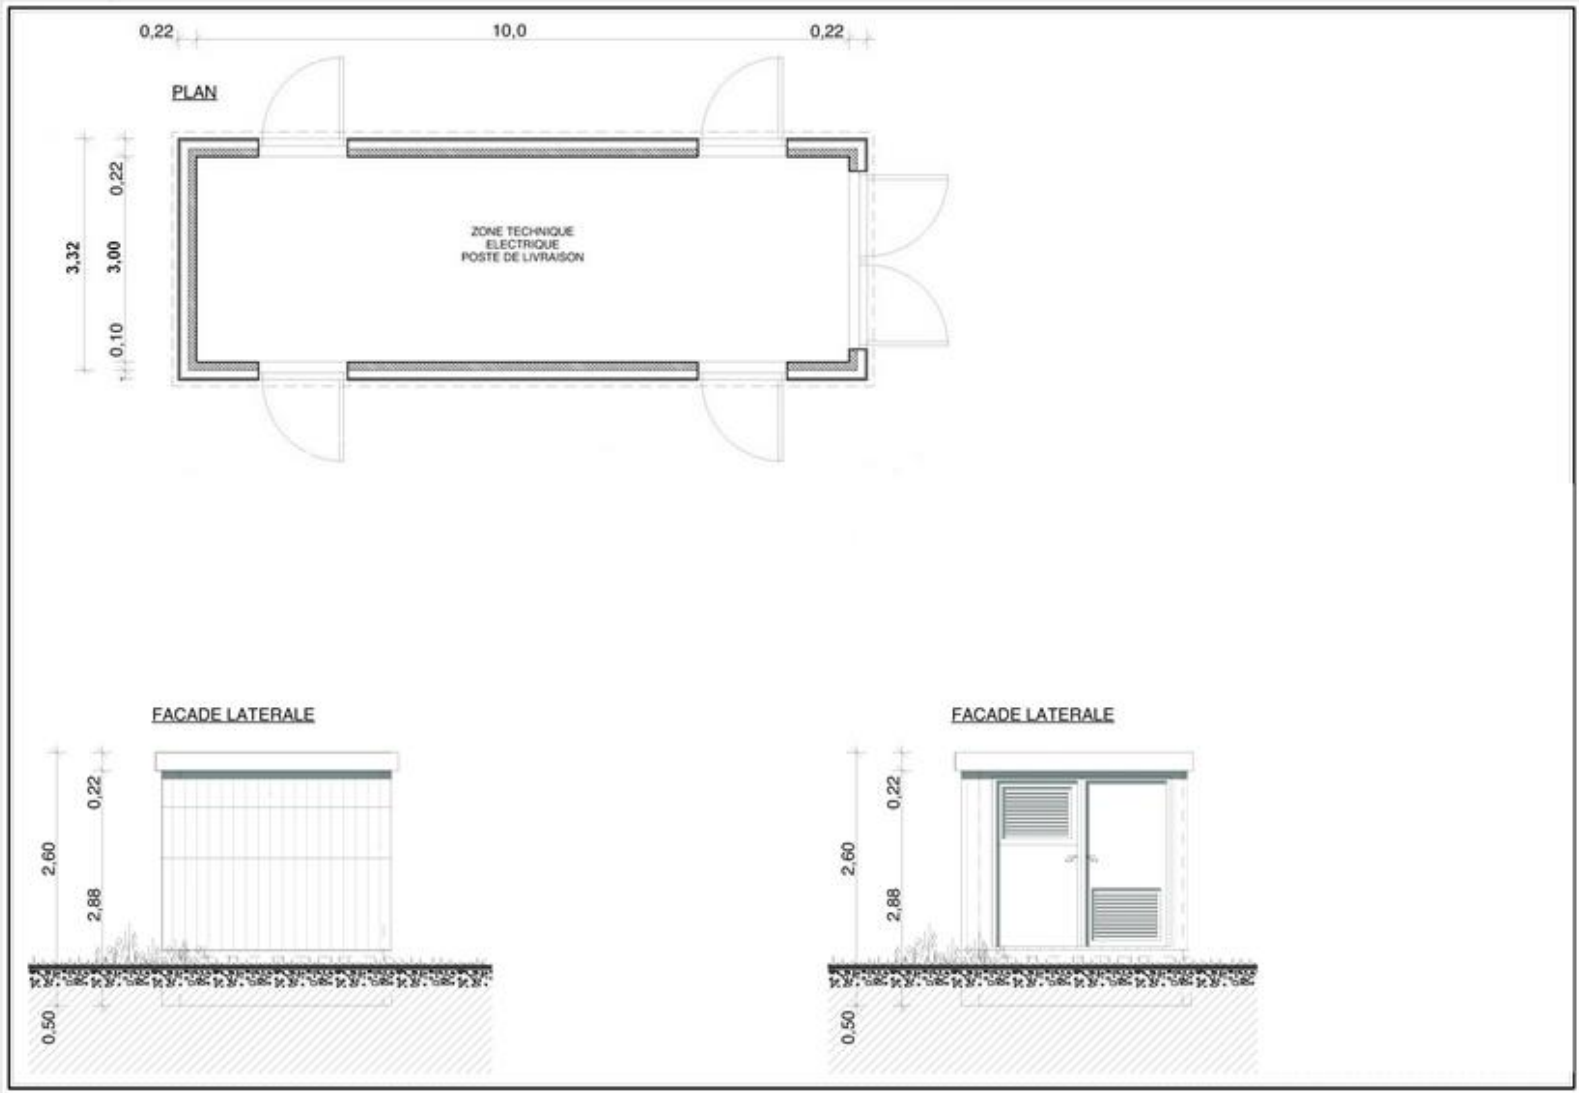 0,22
10,0
0,22
PLAN
0,22
3,32
3,00
0,10
ZONE TECHNIQUE
ELECTRIQUE
POSTE DE LIVRAISON
FACADE LATERALE
0,22
2,60
2,88
0,50
FACADE LATERALE
0,22
2,60
2,88
0,50